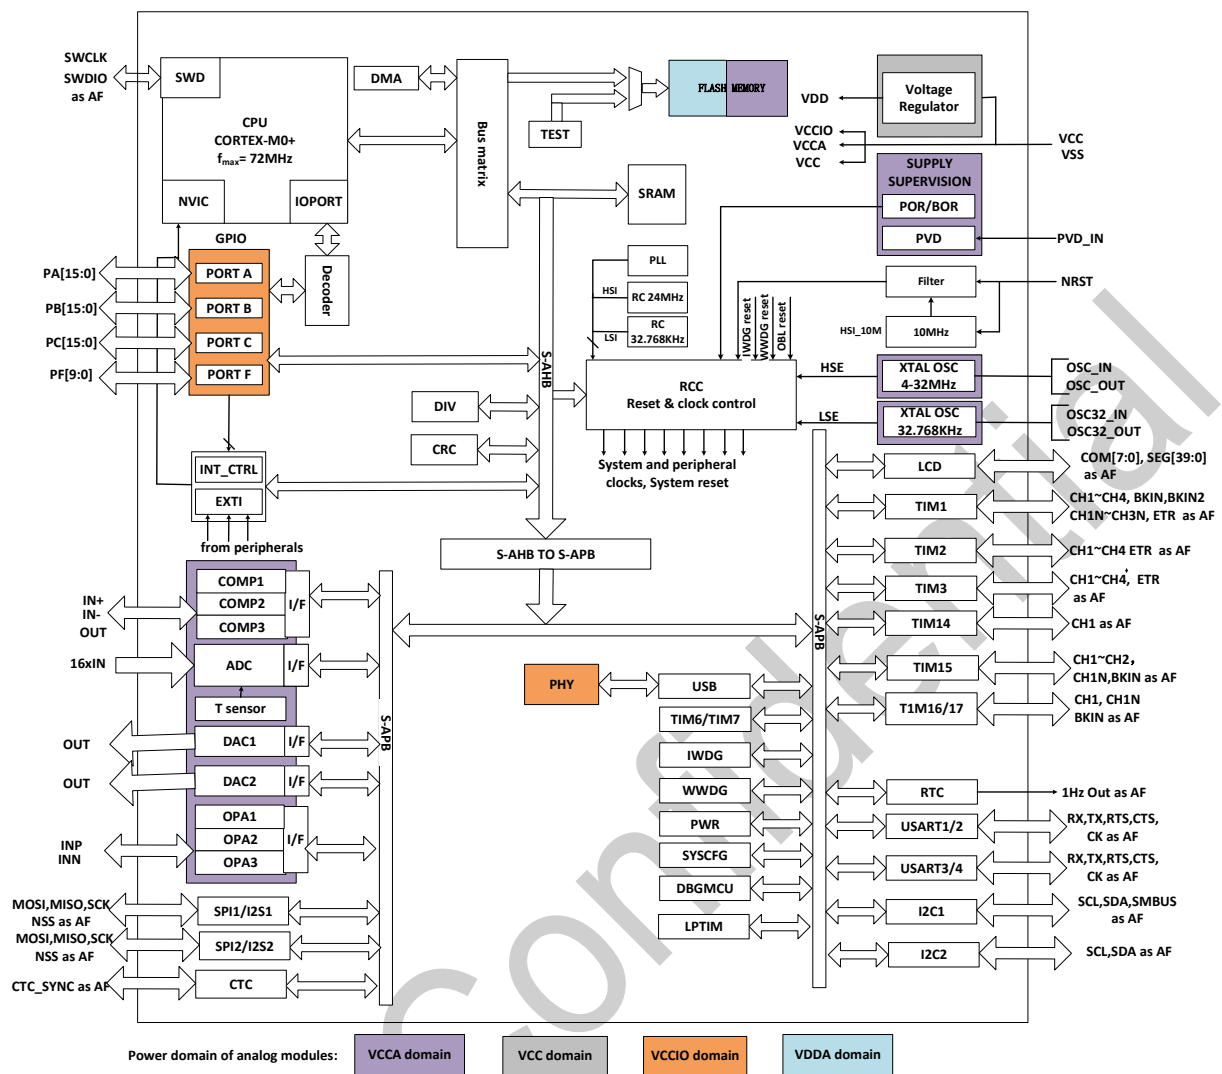 SWCLK
SWDIO
as AF
SWD
CPU
CORTEX-M0+
fmax= 72MHz
NVIC
IOPORT
DMA
Bus matrix
TEST
FLASH MEMORY
SRAM
Voltage
Regulator
VDD
VCCIO
VCCA
VCC
VCC
VSS
SUPPLY
SUPERVISION
POR/BOR
PVD
PVD_IN
GPIO
PORT A
PORT B
PORT C
PORT F
PA[15:0]
PB[15:0]
PC[15:0]
PF[9:0]
Decoder
PLL
HSI
RC 24MHz
LSI
RC
32.768KHz
IWDG reset
WWDG reset
OBL reset
Filter
NRST
HSI_10M
10MHz
S-AHB
RCC
Reset & clock control
HSE
XTAL OSC
4-32MHz
OSC_IN
OSC_OUT
LSE
XTAL OSC
32.768KHz
OSC32_IN
OSC32_OUT
DIV
CRC
System and peripheral
clocks, System reset
INT_CTRL
EXTI
from peripherals
S-AHB TO S-APB
LCD
COM[7:0], SEG[39:0]
as AF
TIM1
CH1~CH4, BKIN,BKIN2
CH1N~CH3N, ETR as AF
TIM2
CH1~CH4 ETR as AF
TIM3
CH1~CH4, ETR
as AF
TIM14
CH1 as AF
TIM15
CH1~CH2,
CH1N,BKIN as AF
T1M16/17
CH1, CH1N
BKIN as AF
RTC
1Hz Out as AF
USART1/2
RX,TX,RTS,CTS,
CK as AF
USART3/4
RX,TX,RTS,CTS,
CK as AF
I2C1
SCL,SDA,SMBUS
as AF
I2C2
SCL,SDA as AF
S-APB
PHY
USB
TIM6/TIM7
IWDG
WWDG
PWR
SYSCFG
DBGMCU
LPTIM
S-APB
COMP1
COMP2
COMP3
I/F
IN+
IN-
OUT
16xIN
ADC
I/F
T sensor
OUT
DAC1
I/F
OUT
DAC2
I/F
OPA1
OPA2
OPA3
I/F
INP
INN
MOSI,MISO,SCK
NSS as AF
SPI1/I2S1
MOSI,MISO,SCK
NSS as AF
SPI2/I2S2
CTC_SYNC as AF
CTC
Power domain of analog modules:
VCCA domain
VCC domain
VCCIO domain
VDDA domain
Confidential